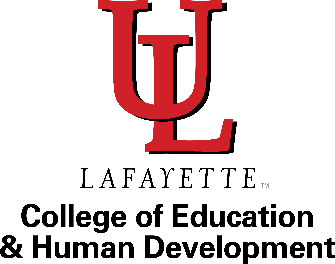 UL
LAFAYETTE™
College of Education
& Human Development